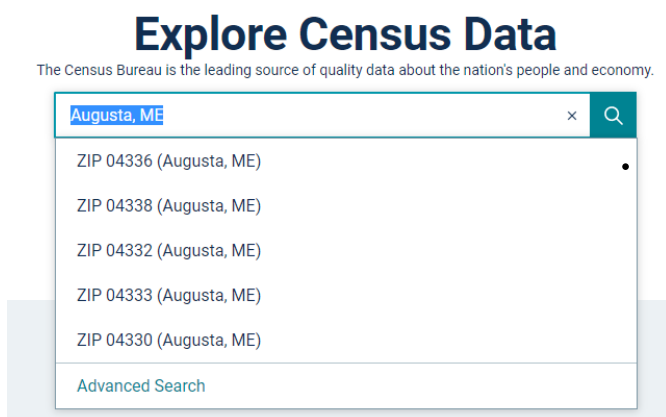 Explore Census Data
The Census Bureau is the leading source of quality data about the nation's people and economy.
Augusta, ME
ZIP 04336 (Augusta, ME)
ZIP 04338 (Augusta, ME)
ZIP 04332 (Augusta, ME)
ZIP 04333 (Augusta, ME)
ZIP 04330 (Augusta, ME)
Advanced Search